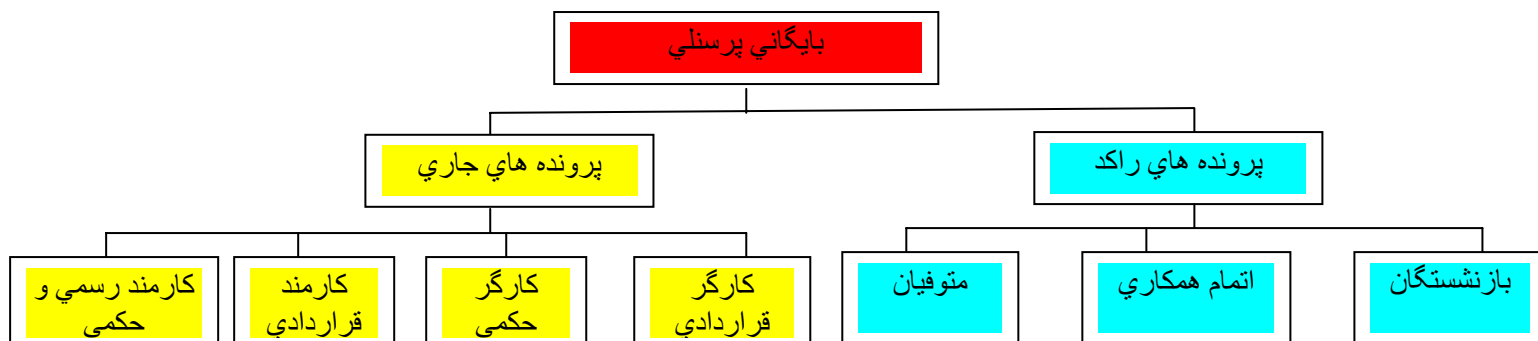 بايگاني پرسنلي
پرونده هاي راكد
پرونده هاي جاري
بازنشستگان
اتمام همكاري
متوفيان
كارگر
قراردادي
كارگر
حكمي
كارمند
قراردادي
كارمند رسمي و
حكمي